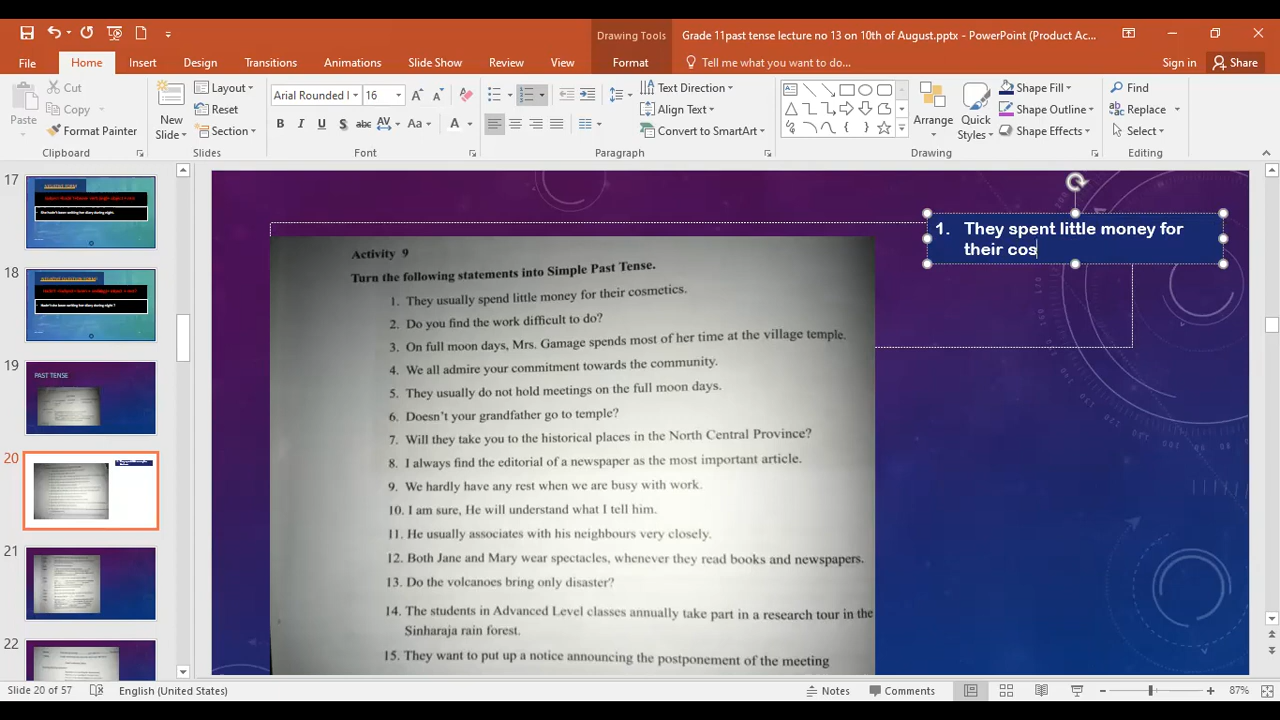 Drawing Tools
Grade 11past tense lecture no 13 on 10th of August.pptx - PowerPoint (Product Ac...
File
Home
Insert
Design
Transitions
Animations
Slide Show
Review
View
Format
Tell me what you want to do...
Sign in
Share
Paste
Cut
Copy
Format Painter
Clipboard
New Slide
Layout
Reset
Section
Slides
Arial Rounded I
16
B I U S abc AV Aa A
Font
Text Direction
Align Text
Convert to SmartArt
Paragraph
Arrange
Quick Styles
Shape Fill
Shape Outline
Shape Effects
Drawing
Find
Replace
Select
Editing
17
18
19
PAST TENSE
20
21
22
Activity 9
Turn the following statements into Simple Past Tense.
1. They usually spend little money for their cosmetics.
2. Do you find the work difficult to do?
3. On full moon days, Mrs. Gamage spends most of her time at the village temple.
4. We all admire your commitment towards the community.
5. They usually do not hold meetings on the full moon days.
6. Doesn't your grandfather go to temple?
7. Will they take you to the historical places in the North Central Province?
8. I always find the editorial of a newspaper as the most important article.
9. We hardly have any rest when we are busy with work.
10. I am sure, He will understand what I tell him.
11. He usually associates with his neighbours very closely.
12. Both Jane and Mary wear spectacles, whenever they read books and newspapers.
13. Do the volcanoes bring only disaster?
14. The students in Advanced Level classes annually take part in a research tour in the
Sinharaja rain forest.
15. They want to put up a notice announcing the postponement of the meeting
1. They spent little money for
their cos
Slide 20 of 57
English (United States)
Notes
Comments
87%